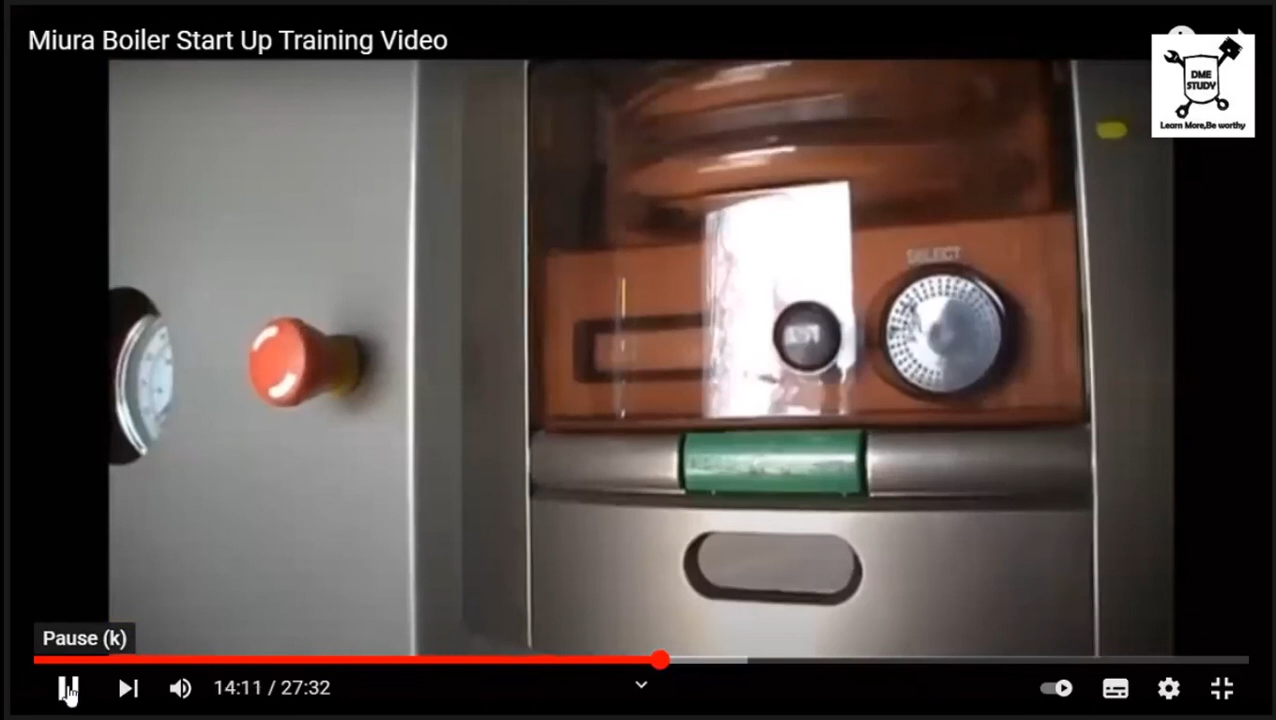 Miura Boiler Start Up Training Video
DME
STUDY
Learn More,Be worthy
SELECT
Pause (k)
14:11 / 27:32